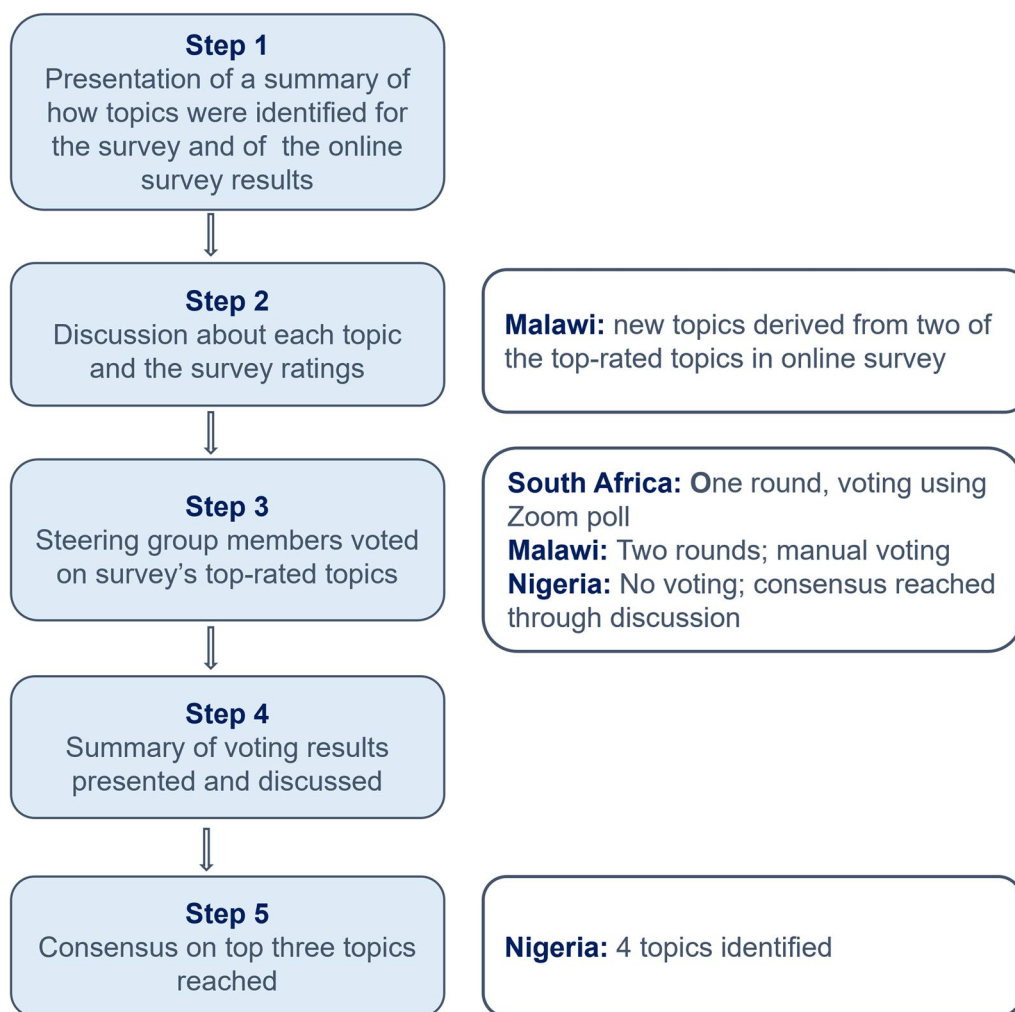 Step 1
Presentation of a summary of
how topics were identified for
the survey and of  the online
survey results
Step 2
Discussion about each topic
and the survey ratings
Malawi: new topics derived from two of
the top-rated topics in online survey
Step 3
Steering group members voted
on survey’s top-rated topics
South Africa: One round, voting using
Zoom poll
Malawi: Two rounds; manual voting
Nigeria: No voting; consensus reached
through discussion
Step 4
Summary of voting results
presented and discussed
Step 5
Consensus on top three topics
reached
Nigeria: 4 topics identified